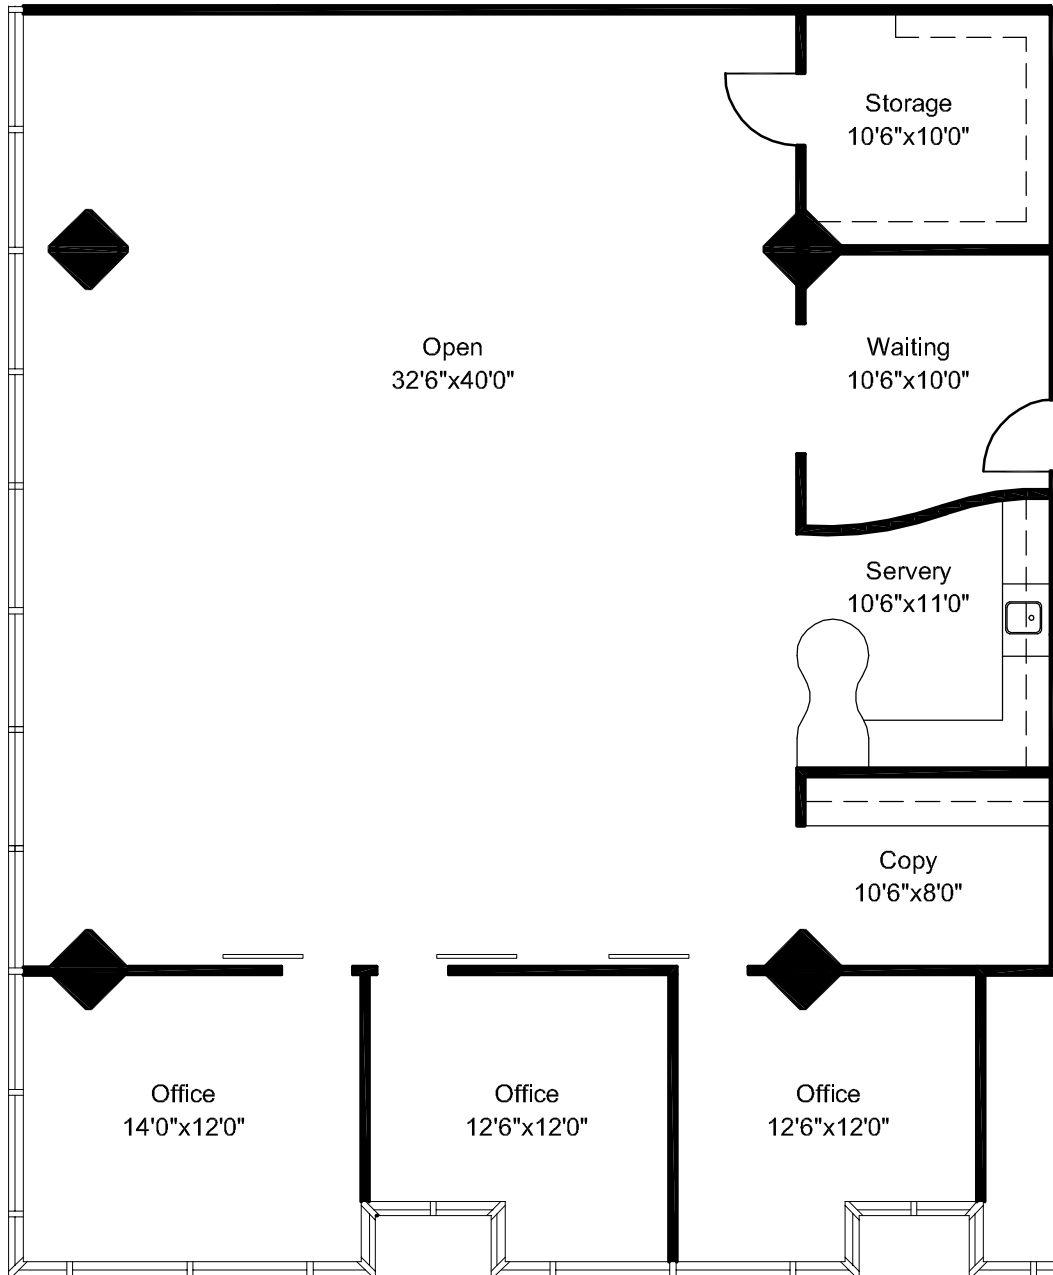 Storage
10'6"x10'0"
Open
32'6"x40'0"
Waiting
10'6"x10'0"
Servery
10'6"x11'0"
Copy
10'6"x8'0"
Office
14'0"x12'0"
Office
12'6"x12'0"
Office
12'6"x12'0"